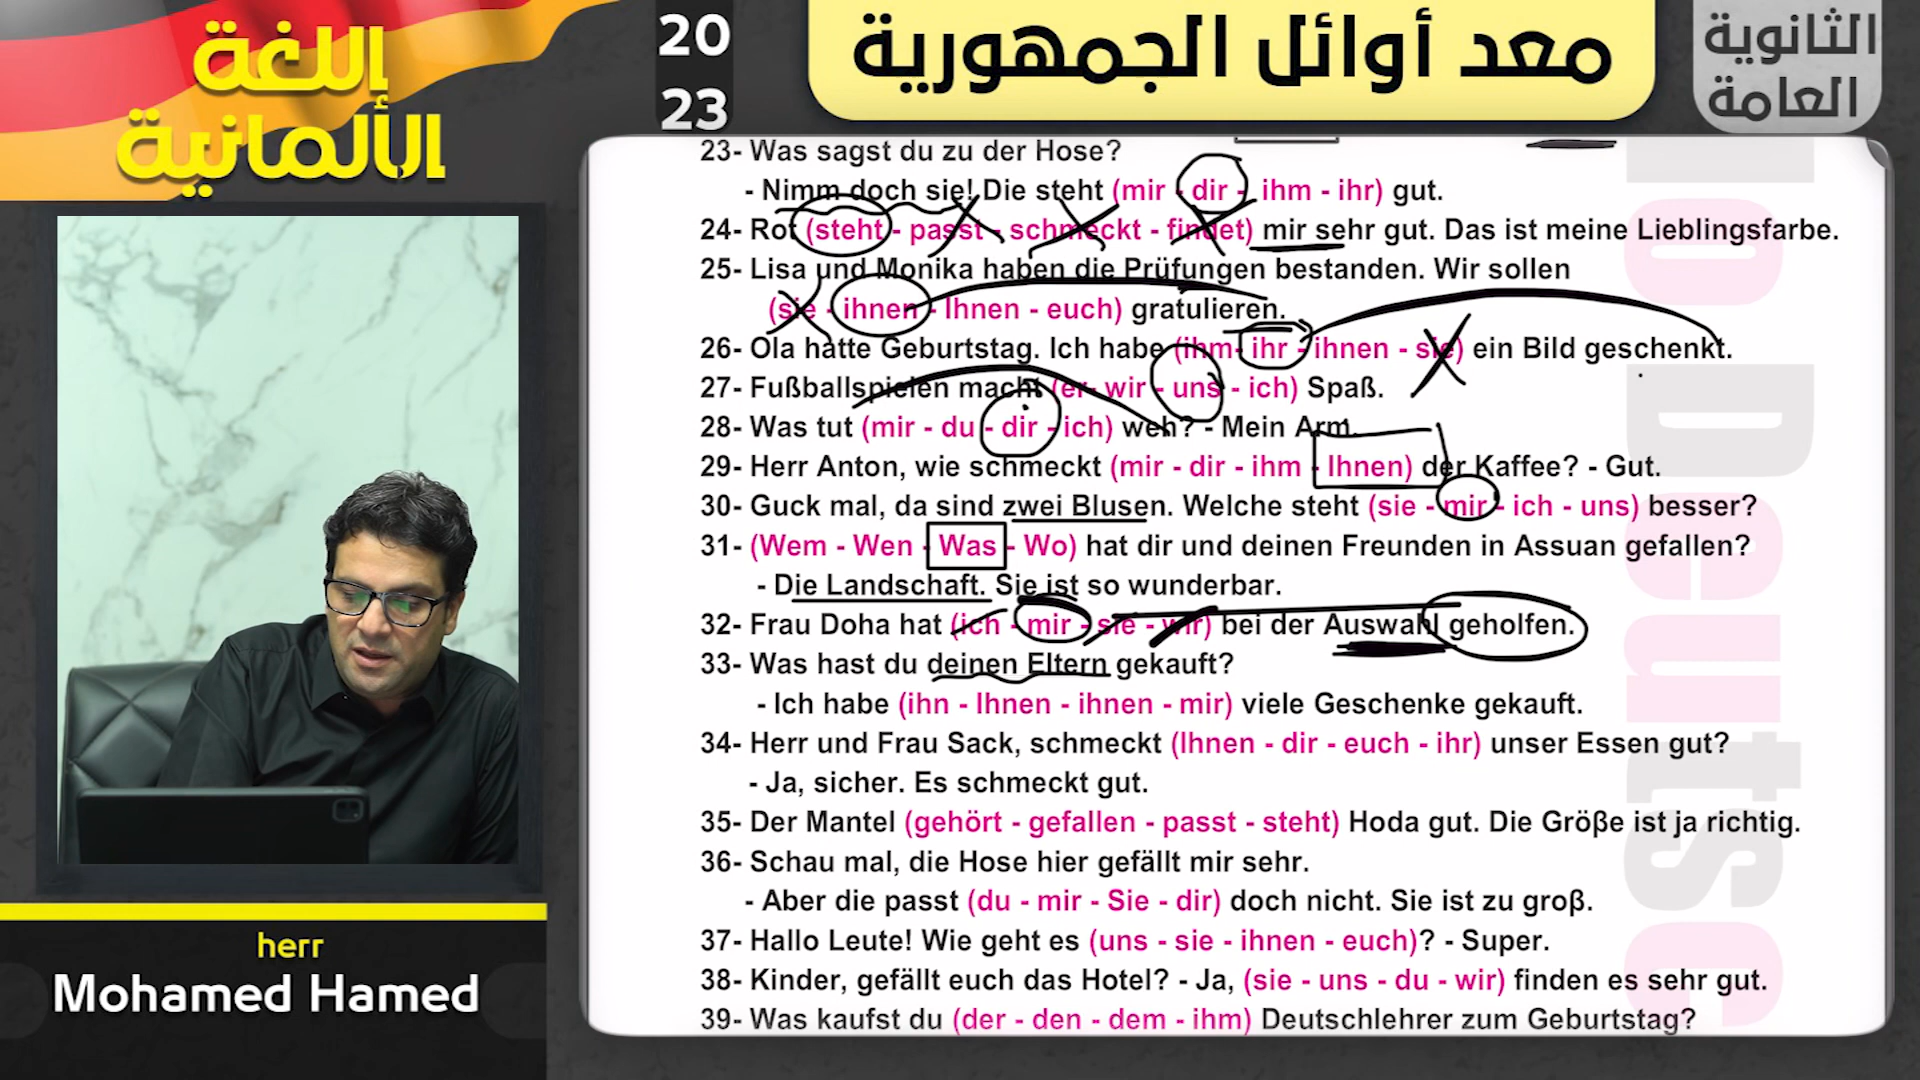 اللغة
الألمانية
20
23
معد أوائل الجمهورية
الثانوية
العامة
23- Was sagst du zu der Hose?
- Nimm doch sie! Die steht (mir - dir - ihm - ihr) gut.
24- Rot (steht - passt - schmeckt - findet) mir sehr gut. Das ist meine Lieblingsfarbe.
25- Lisa und Monika haben die Prüfungen bestanden. Wir sollen
(sie - ihnen - Ihnen - euch) gratulieren.
26- Ola hatte Geburtstag. Ich habe (ihm- ihr - ihnen - sie) ein Bild geschenkt.
27- Fußballspielen macht (er- wir - uns - ich) Spaß.
28- Was tut (mir - du - dir - ich) weh? - Mein Arm.
29- Herr Anton, wie schmeckt (mir - dir - ihm - Ihnen) der Kaffee? - Gut.
30- Guck mal, da sind zwei Blusen. Welche steht (sie - mir - ich - uns) besser?
31- (Wem - Wen - Was - Wo) hat dir und deinen Freunden in Assuan gefallen?
- Die Landschaft. Sie ist so wunderbar.
32- Frau Doha hat (ich - mir - sie - wir) bei der Auswahl geholfen.
33- Was hast du deinen Eltern gekauft?
- Ich habe (ihn - Ihnen - ihnen - mir) viele Geschenke gekauft.
34- Herr und Frau Sack, schmeckt (Ihnen - dir - euch - ihr) unser Essen gut?
- Ja, sicher. Es schmeckt gut.
35- Der Mantel (gehört - gefallen - passt - steht) Hoda gut. Die Größe ist ja richtig.
36- Schau mal, die Hose hier gefällt mir sehr.
- Aber die passt (du - mir - Sie - dir) doch nicht. Sie ist zu groß.
37- Hallo Leute! Wie geht es (uns - sie - ihnen - euch)? - Super.
38- Kinder, gefällt euch das Hotel? - Ja, (sie - uns - du - wir) finden es sehr gut.
39- Was kaufst du (der - den - dem - ihm) Deutschlehrer zum Geburtstag?
herr
Mohamed Hamed